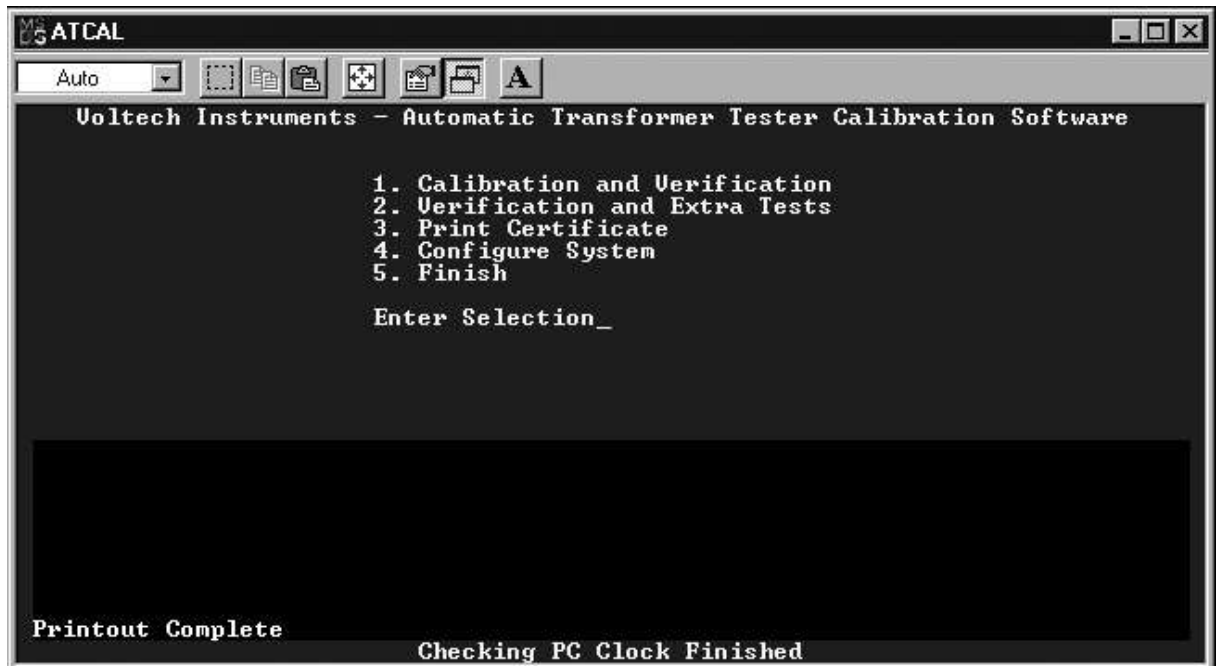 ATCAL
Auto
A
Voltech Instruments - Automatic Transformer Tester Calibration Software
1. Calibration and Verification
2. Verification and Extra Tests
3. Print Certificate
4. Configure System
5. Finish
Enter Selection_
Printout Complete
Checking PC Clock Finished